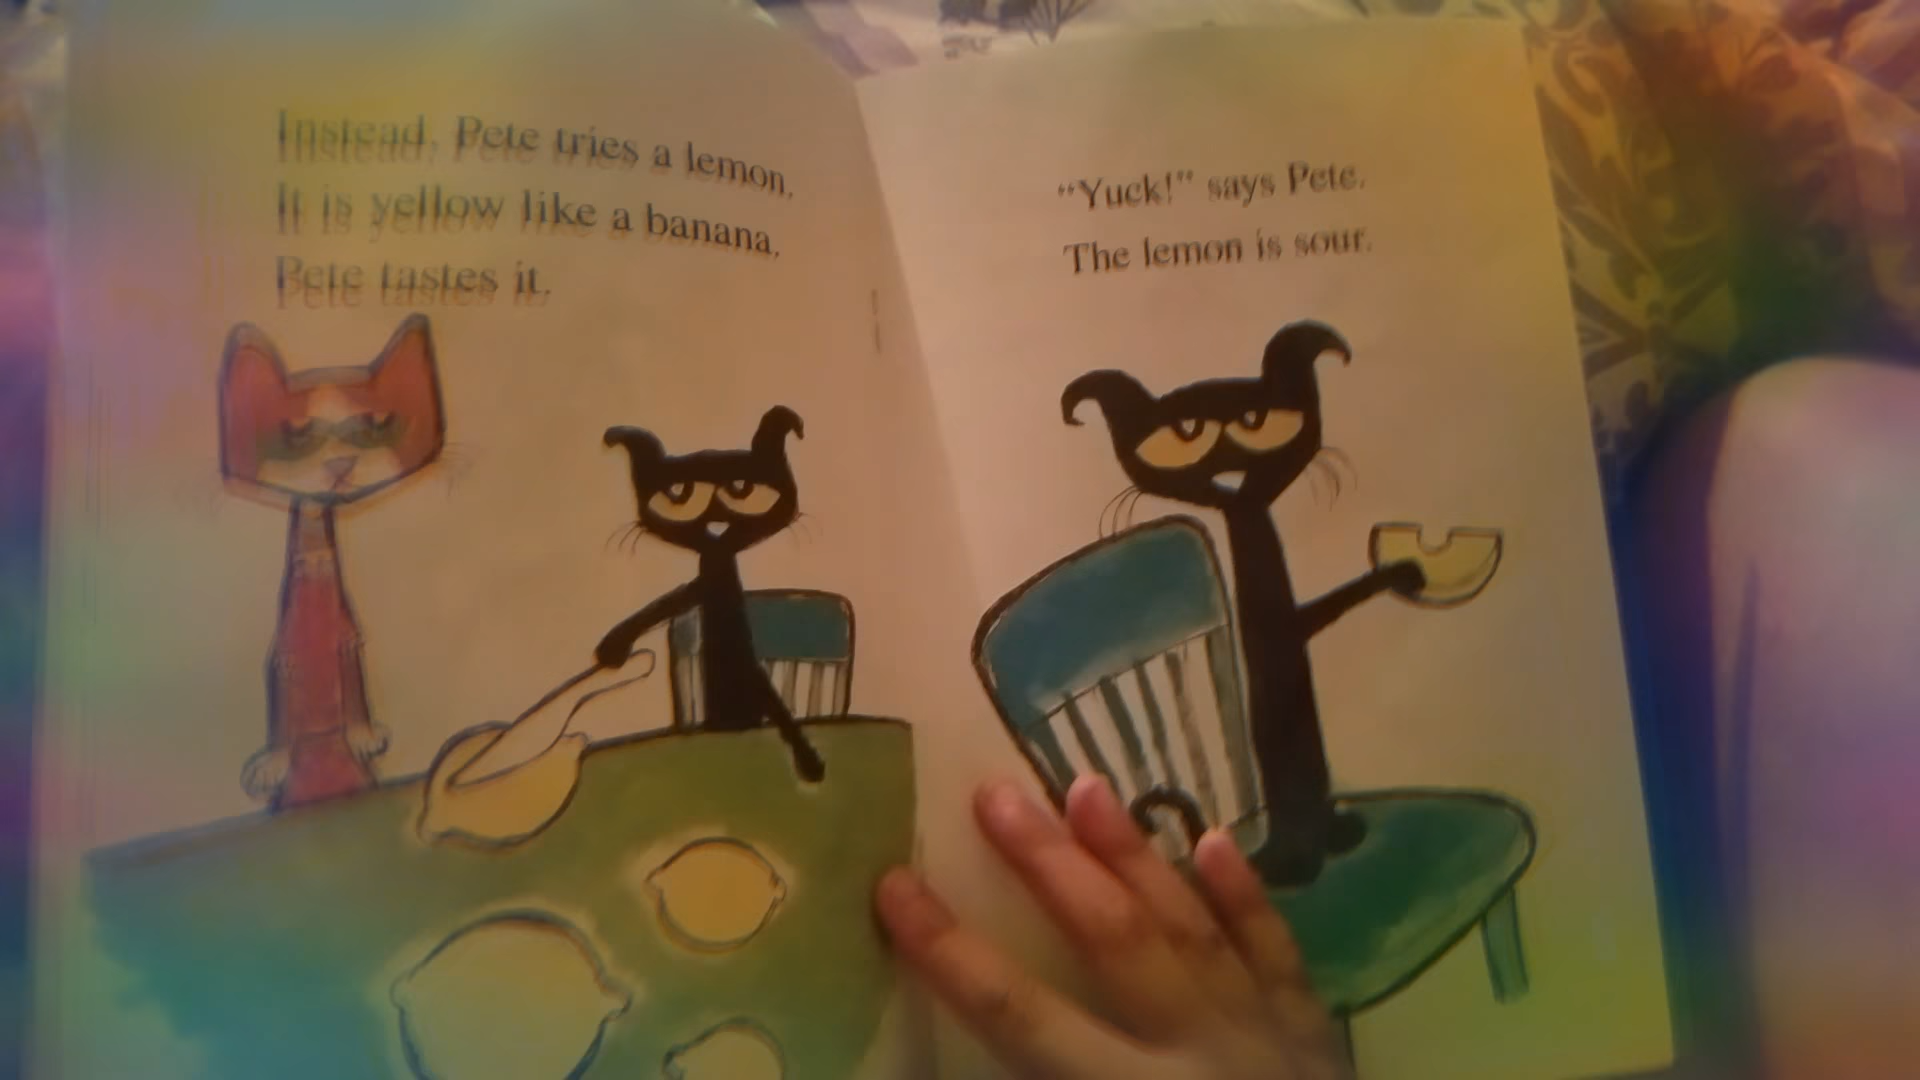 Instead, Pete tries a lemon.
It is yellow like a banana.
Pete tastes it.
“Yuck!” says Pete.
The lemon is sour.